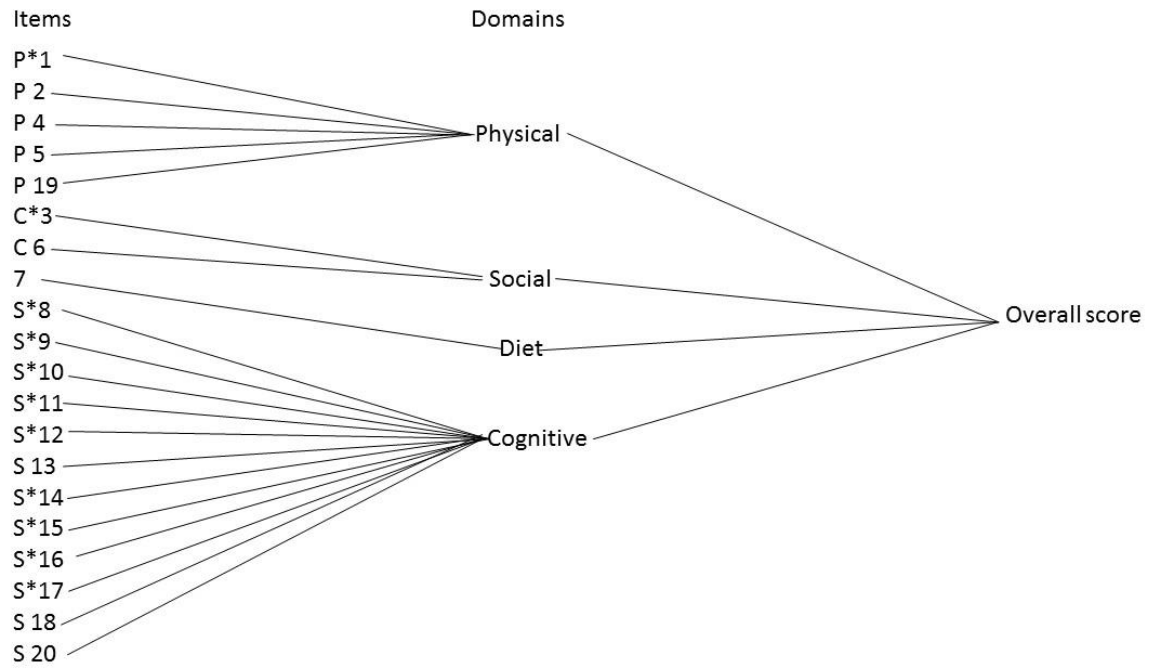 Items
Domains
P*1
P 2
P 4
P 5
P 19
C*3
C 6
7
S*8
S*9
S*10
S*11
S*12
S 13
S*14
S*15
S*16
S*17
S 18
S 20
Physical
Social
Diet
Cognitive
Overall score